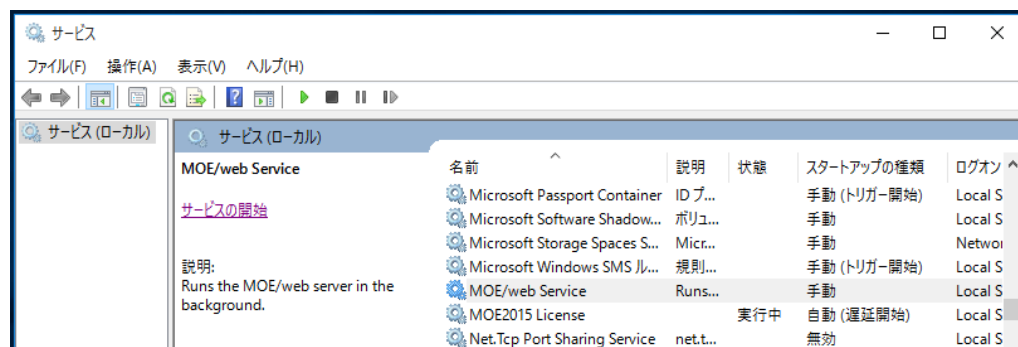 サービス
ファイル(F) 操作(A) 表示(V) ヘルプ(H)
サービス (ローカル)
サービス (ローカル)
MOE/web Service
サービスの開始
説明:
Runs the MOE/web server in the
background.
名前 説明 状態 スタートアップの種類 ログオン
Microsoft Passport Container ID プ... 手動 (トリガー開始) Local S
Microsoft Software Shadow... ボリュ... 手動 Local S
Microsoft Storage Spaces S... Micr... 手動 Networ
Microsoft Windows SMS ル... 規則... 手動 (トリガー開始) Local S
MOE/web Service Runs... 手動 Local S
MOE2015 License 実行中 自動 (遅延開始) Local S
Net.Tcp Port Sharing Service net.t... 無効 Local S